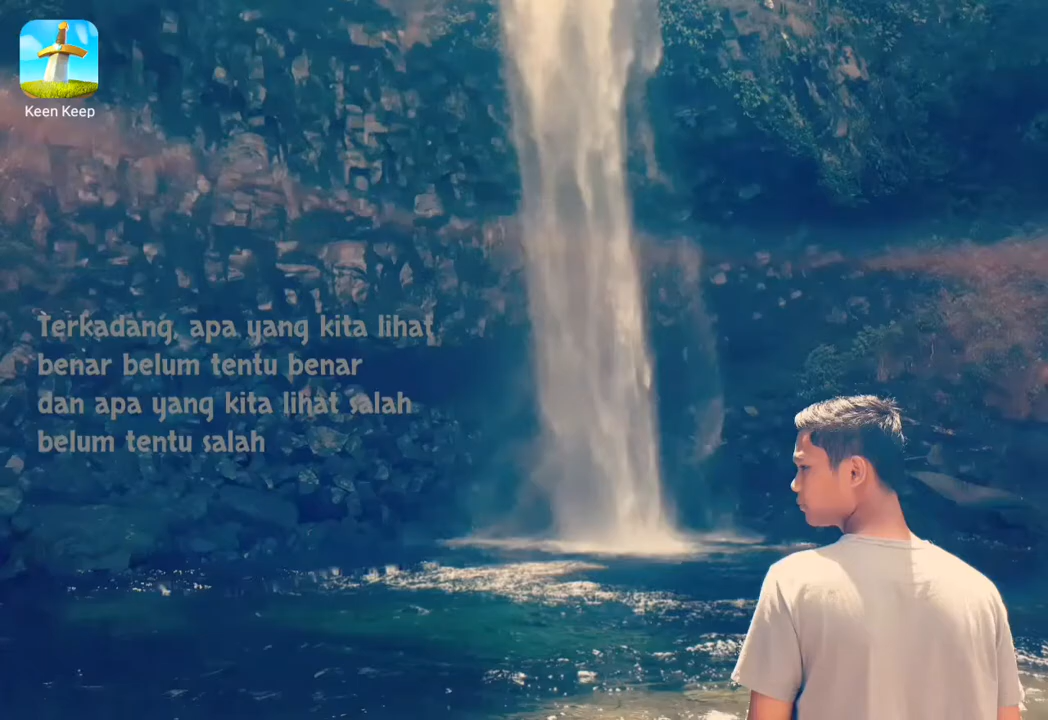 Keen Keep
Terkadang, apa yang kita lihat
benar belum tentu benar
dan apa yang kita lihat salah
belum tentu salah